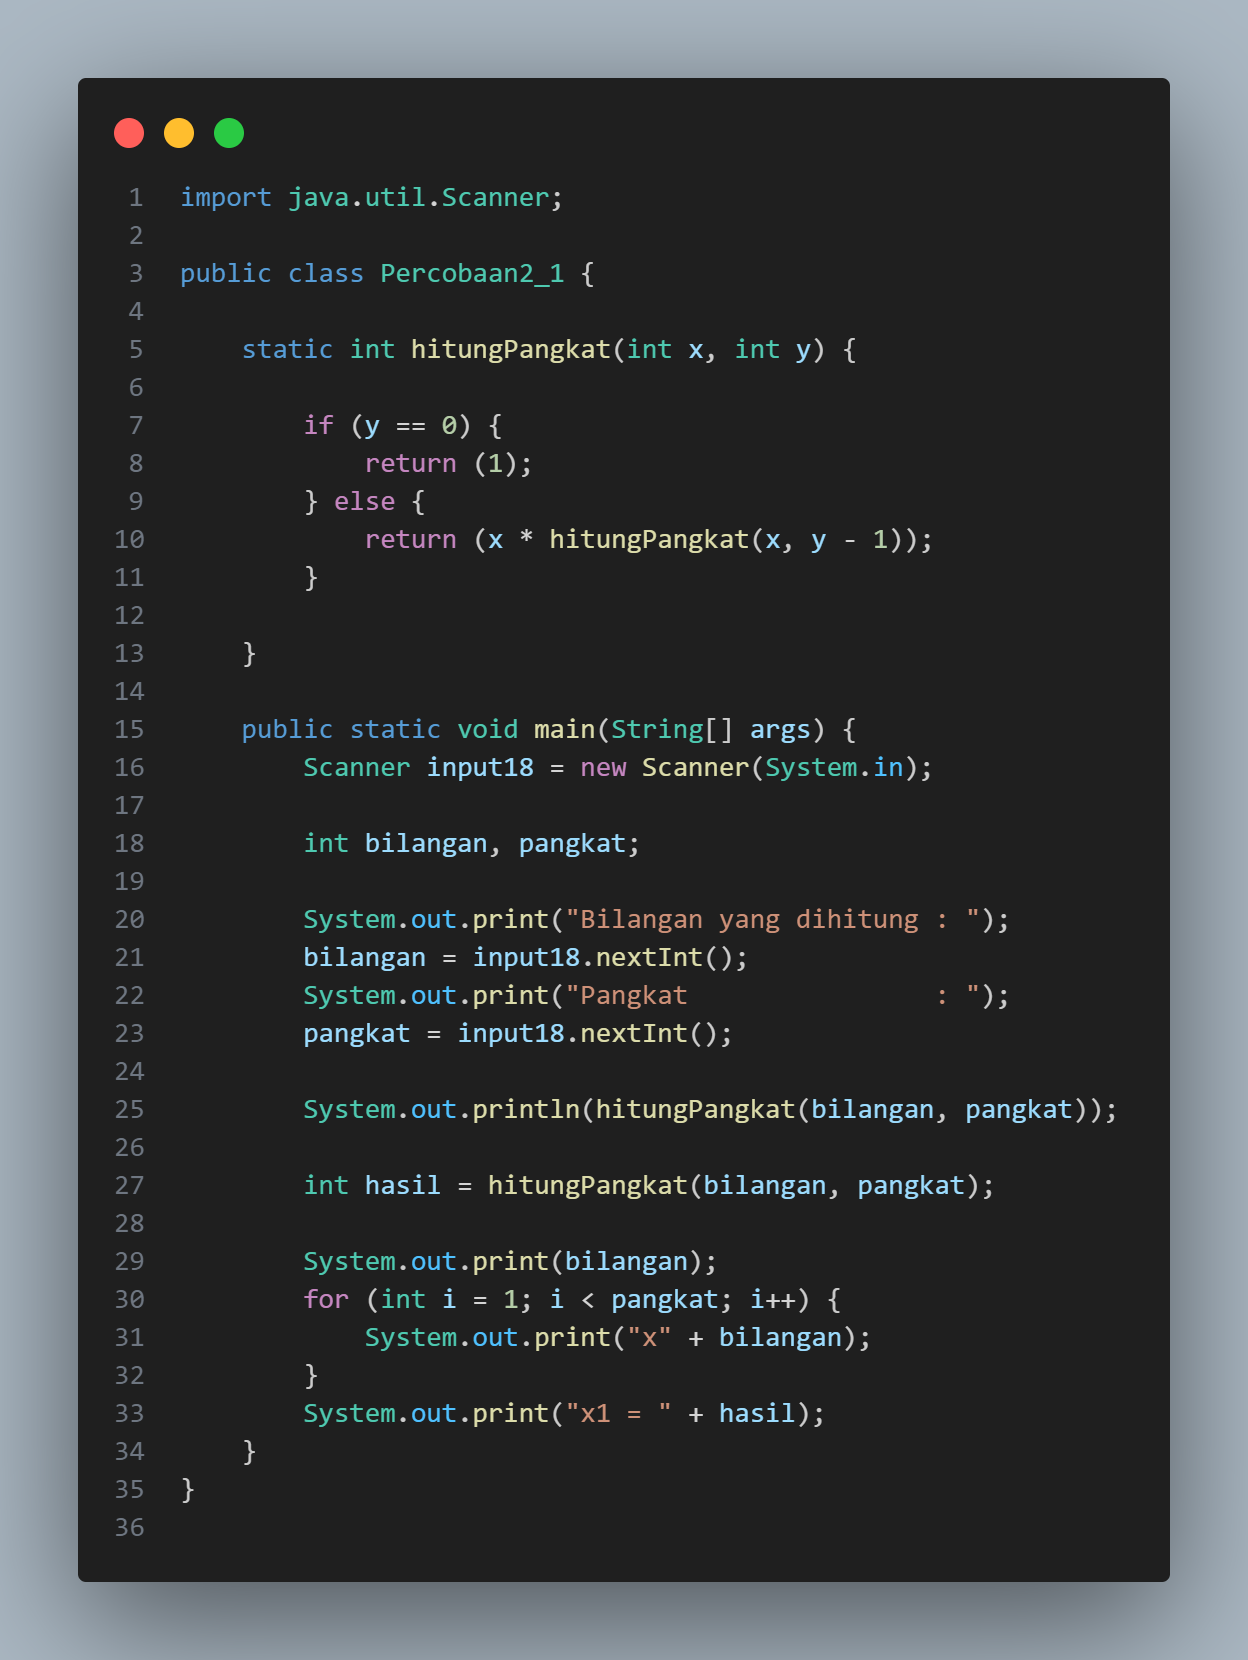 1 import java.util.Scanner;
2
3 public class Percobaan2_1 {
4
5     static int hitungPangkat(int x, int y) {
6
7         if (y == 0) {
8             return (1);
9         } else {
10             return (x * hitungPangkat(x, y - 1));
11         }
12
13     }
14
15     public static void main(String[] args) {
16         Scanner input18 = new Scanner(System.in);
17
18         int bilangan, pangkat;
19
20         System.out.print("Bilangan yang dihitung : ");
21         bilangan = input18.nextInt();
22         System.out.print("Pangkat                : ");
23         pangkat = input18.nextInt();
24
25         System.out.println(hitungPangkat(bilangan, pangkat));
26
27         int hasil = hitungPangkat(bilangan, pangkat);
28
29         System.out.print(bilangan);
30         for (int i = 1; i < pangkat; i++) {
31             System.out.print("x" + bilangan);
32         }
33         System.out.print("x1 = " + hasil);
34     }
35 }
36